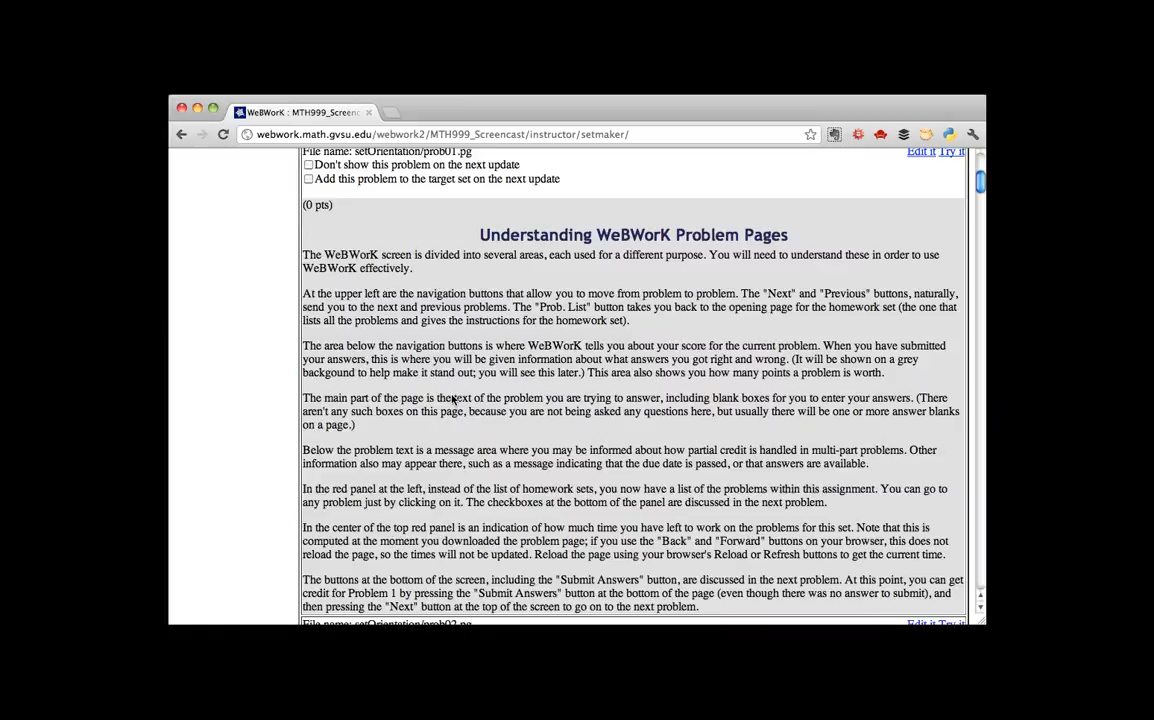 WeBWorK : MTH999_Screenc
webwork.math.gvsu.edu/webwork2/MTH999_Screencast/instructor/setmaker/
File name: setOrientation/prob01.pg Edit it Try it
Don't show this problem on the next update
Add this problem to the target set on the next update
(0 pts)
Understanding WeBWorK Problem Pages
The WeBWorK screen is divided into several areas, each used for a different purpose. You will need to understand these in order to use
WeBWorK effectively.
At the upper left are the navigation buttons that allow you to move from problem to problem. The "Next" and "Previous" buttons, naturally,
send you to the next and previous problems. The "Prob. List" button takes you back to the opening page for the homework set (the one that
lists all the problems and gives the instructions for the homework set).
The area below the navigation buttons is where WeBWorK tells you about your score for the current problem. When you have submitted
your answers, this is where you will be given information about what answers you got right and wrong. (It will be shown on a grey
backgound to help make it stand out; you will see this later.) This area also shows you how many points a problem is worth.
The main part of the page is the text of the problem you are trying to answer, including blank boxes for you to enter your answers. (There
aren't any such boxes on this page, because you are not being asked any questions here, but usually there will be one or more answer blanks
on a page.)
Below the problem text is a message area where you may be informed about how partial credit is handled in multi-part problems. Other
information also may appear there, such as a message indicating that the due date is passed, or that answers are available.
In the red panel at the left, instead of the list of homework sets, you now have a list of the problems within this assignment. You can go to
any problem just by clicking on it. The checkboxes at the bottom of the panel are discussed in the next problem.
In the center of the top red panel is an indication of how much time you have left to work on the problems for this set. Note that this is
computed at the moment you downloaded the problem page; if you use the "Back" and "Forward" buttons on your browser, this does not
reload the page, so the times will not be updated. Reload the page using your browser's Reload or Refresh buttons to get the current time.
The buttons at the bottom of the screen, including the "Submit Answers" button, are discussed in the next problem. At this point, you can get
credit for Problem 1 by pressing the "Submit Answers" button at the bottom of the page (even though there was no answer to submit), and
then pressing the "Next" button at the top of the screen to go on to the next problem.
File name: setOrientation/prob02.pg Edit it Try it